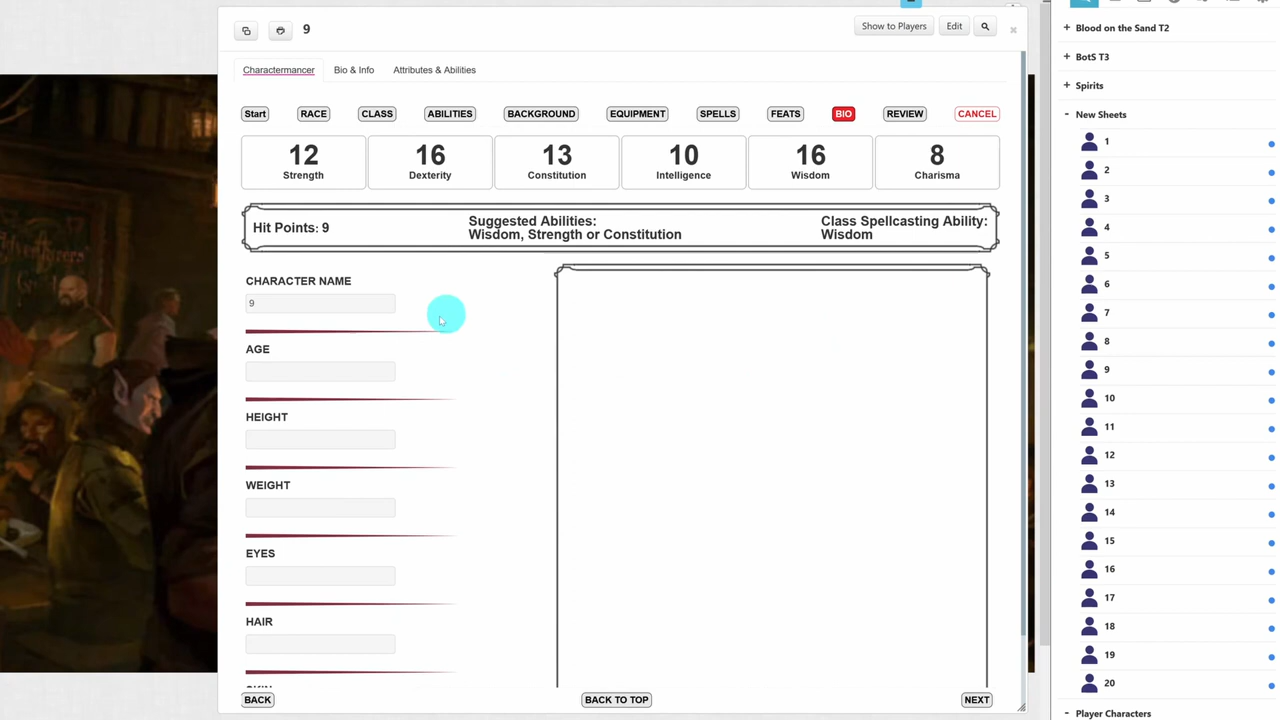 9
Show to Players
Edit
Charactermancer
Bio & Info
Attributes & Abilities
Start
RACE
CLASS
ABILITIES
BACKGROUND
EQUIPMENT
SPELLS
FEATS
BIO
REVIEW
CANCEL
12
Strength
16
Dexterity
13
Constitution
10
Intelligence
16
Wisdom
8
Charisma
Hit Points: 9
Suggested Abilities:
Wisdom, Strength or Constitution
Class Spellcasting Ability:
Wisdom
CHARACTER NAME
9
AGE
HEIGHT
WEIGHT
EYES
HAIR
BACK
BACK TO TOP
NEXT
+ Blood on the Sand T2
+ BotS T3
+ Spirits
- New Sheets
1
2
3
4
5
6
7
8
9
10
11
12
13
14
15
16
17
18
19
20
- Player Characters